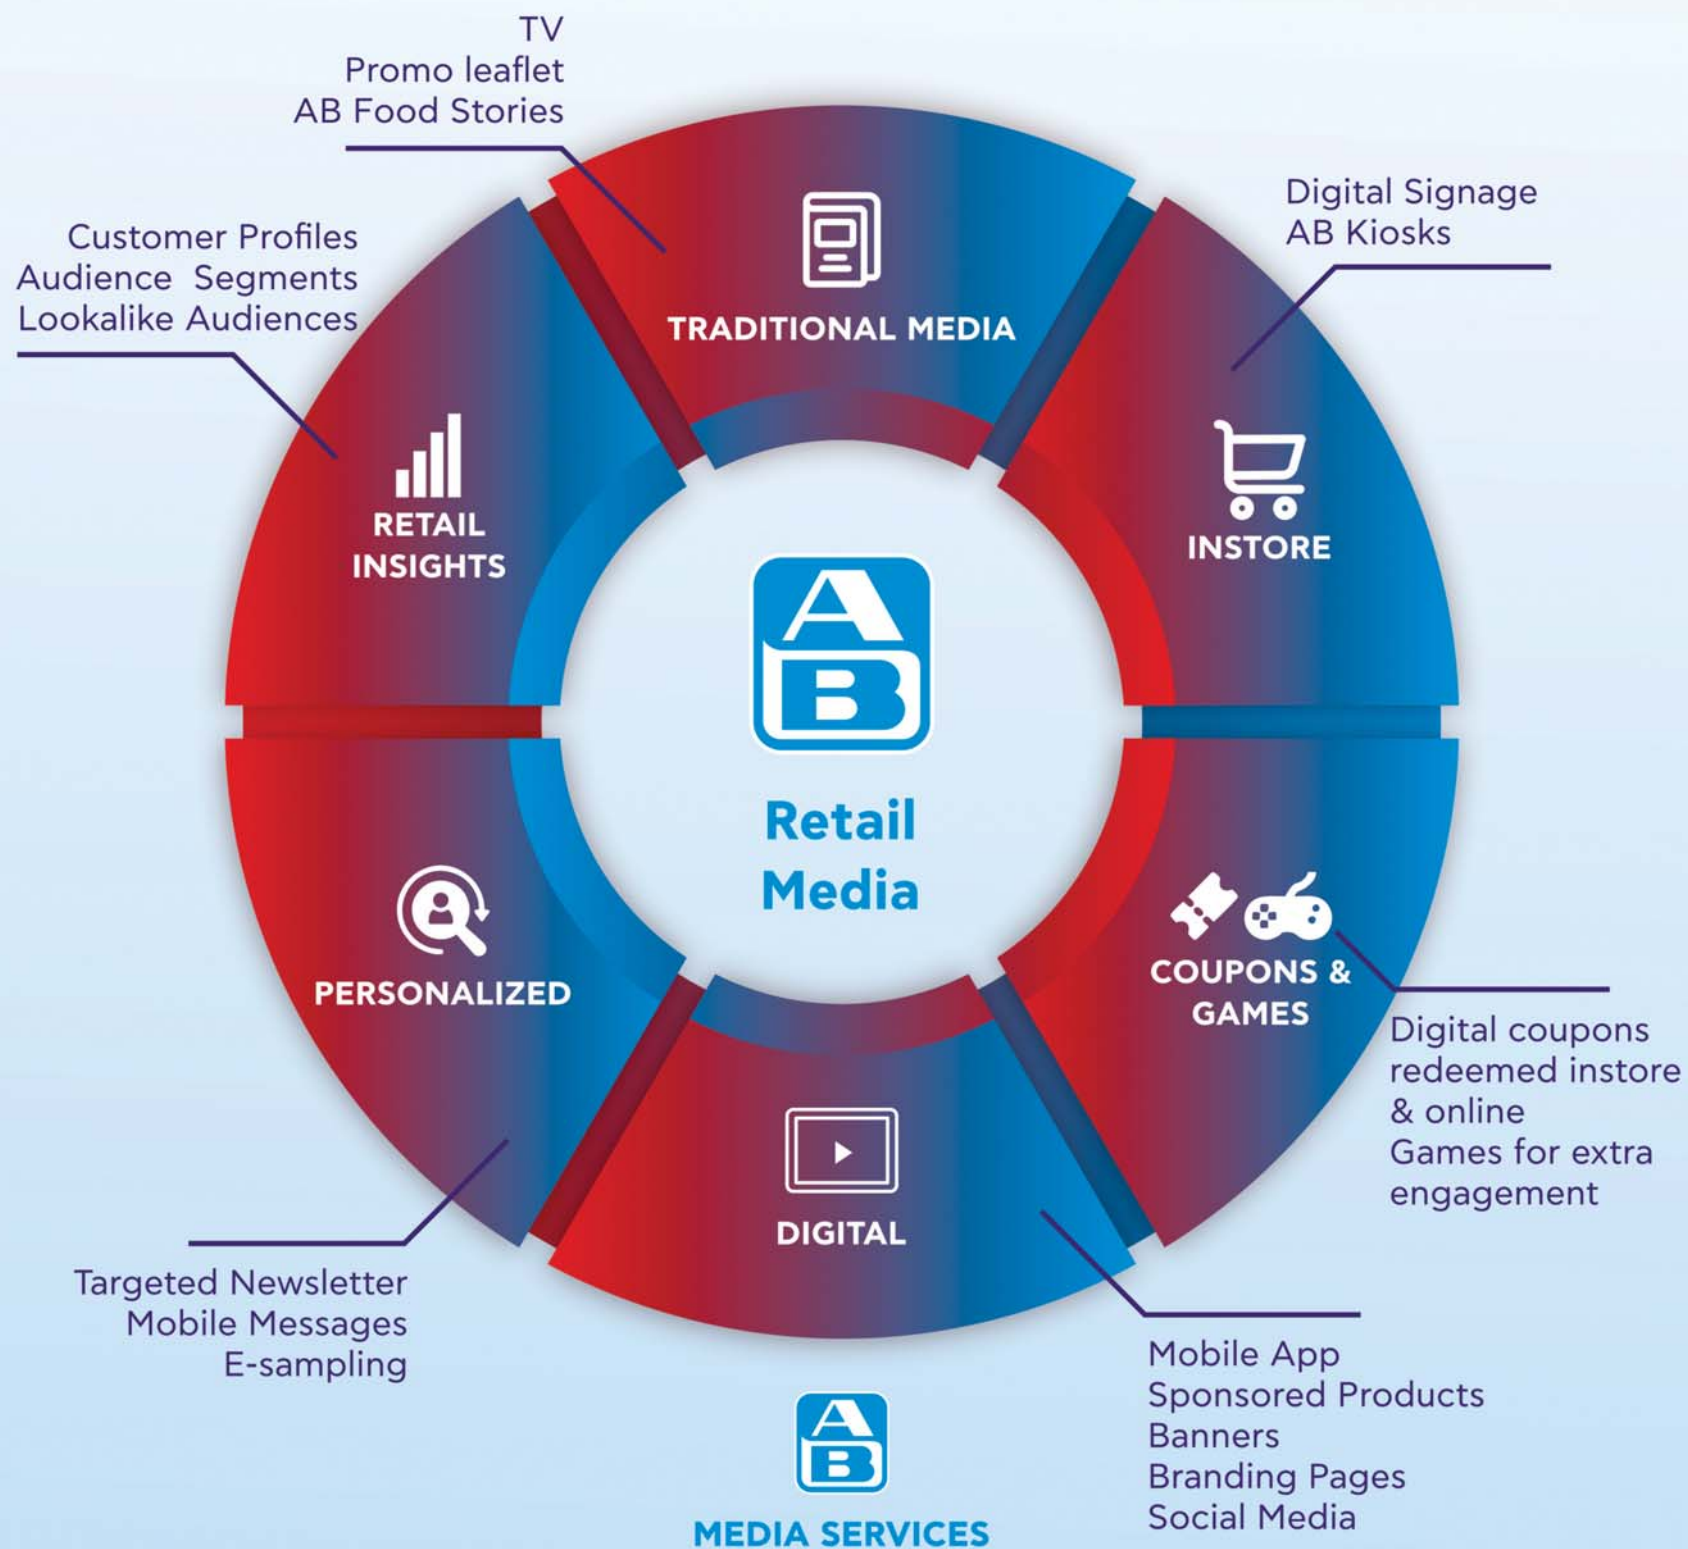 TV
Promo leaflet
AB Food Stories
TRADITIONAL MEDIA
Digital Signage
AB Kiosks
INSTORE
Customer Profiles
Audience Segments
Lookalike Audiences
RETAIL
INSIGHTS
A
B
Retail
Media
PERSONALIZED
Targeted Newsletter
Mobile Messages
E-sampling
COUPONS &
GAMES
Digital coupons
redeemed instore
& online
Games for extra
engagement
DIGITAL
Mobile App
Sponsored Products
Banners
Branding Pages
Social Media
A
B
MEDIA SERVICES